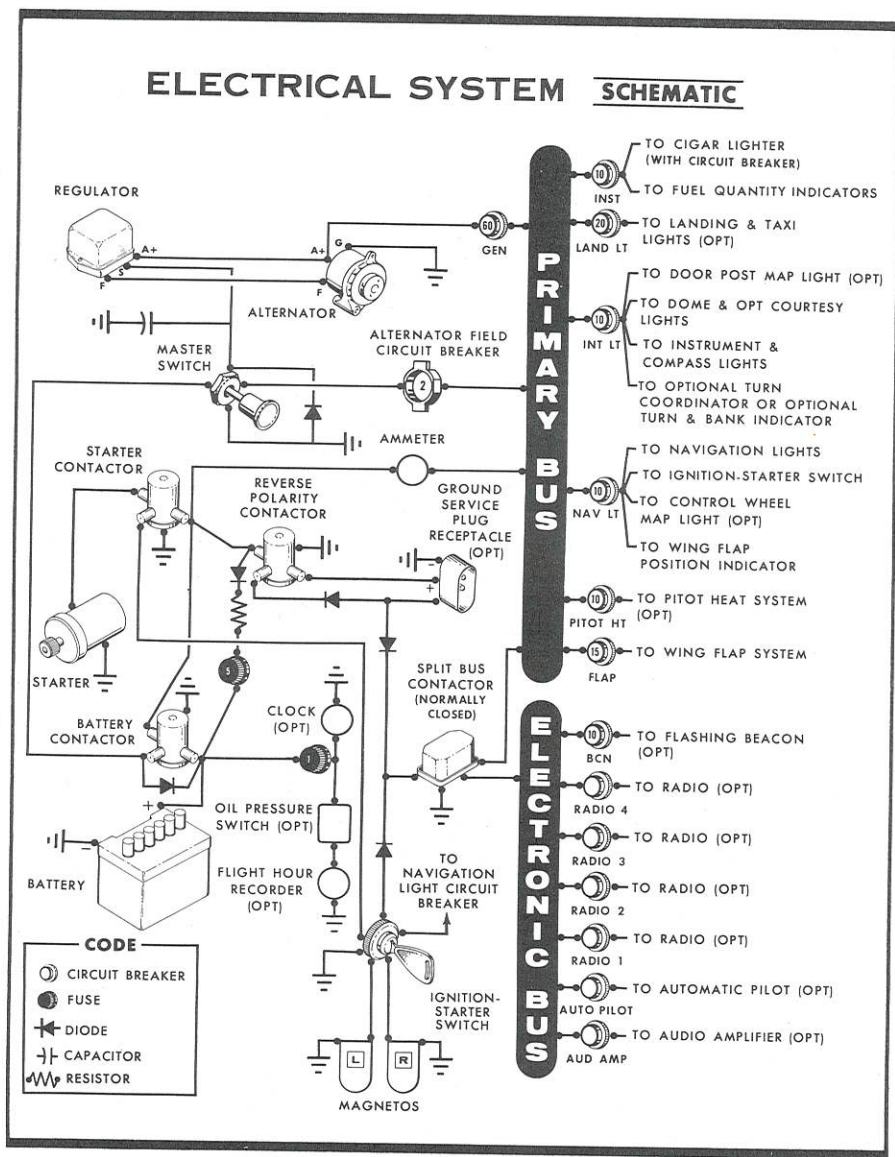 ELECTRICAL SYSTEM SCHEMATIC
REGULATOR
A+
S
F
A+
G
F
ALTERNATOR
60
GEN
MASTER
SWITCH
ALTERNATOR FIELD
CIRCUIT BREAKER
2
STARTER
CONTACTOR
AMMETER
REVERSE
POLARITY
CONTACTOR
GROUND
SERVICE
PLUG
RECEPTACLE
(OPT)
−
+
STARTER
5
BATTERY
CONTACTOR
CLOCK
(OPT)
1
SPLIT BUS
CONTACTOR
(NORMALLY
CLOSED)
OIL PRESSURE
SWITCH (OPT)
+
−
BATTERY
FLIGHT HOUR
RECORDER
(OPT)
TO
NAVIGATION
LIGHT CIRCUIT
BREAKER
IGNITION-
STARTER
SWITCH
L
R
MAGNETOS
CODE
CIRCUIT BREAKER
FUSE
DIODE
CAPACITOR
RESISTOR
PRIMARY BUS
10
INST
TO CIGAR LIGHTER
(WITH CIRCUIT BREAKER)
TO FUEL QUANTITY INDICATORS
20
LAND LT
TO LANDING & TAXI
LIGHTS (OPT)
10
INT LT
TO DOOR POST MAP LIGHT (OPT)
TO DOME & OPT COURTESY
LIGHTS
TO INSTRUMENT &
COMPASS LIGHTS
TO OPTIONAL TURN
COORDINATOR OR OPTIONAL
TURN & BANK INDICATOR
10
NAV LT
TO NAVIGATION LIGHTS
TO IGNITION-STARTER SWITCH
TO CONTROL WHEEL
MAP LIGHT (OPT)
TO WING FLAP
POSITION INDICATOR
10
PITOT HT
TO PITOT HEAT SYSTEM
(OPT)
15
FLAP
TO WING FLAP SYSTEM
ELECTRONIC BUS
10
BCN
TO FLASHING BEACON
(OPT)
RADIO 4
TO RADIO (OPT)
RADIO 3
TO RADIO (OPT)
RADIO 2
TO RADIO (OPT)
RADIO 1
TO RADIO (OPT)
AUTO PILOT
TO AUTOMATIC PILOT (OPT)
AUD AMP
TO AUDIO AMPLIFIER (OPT)